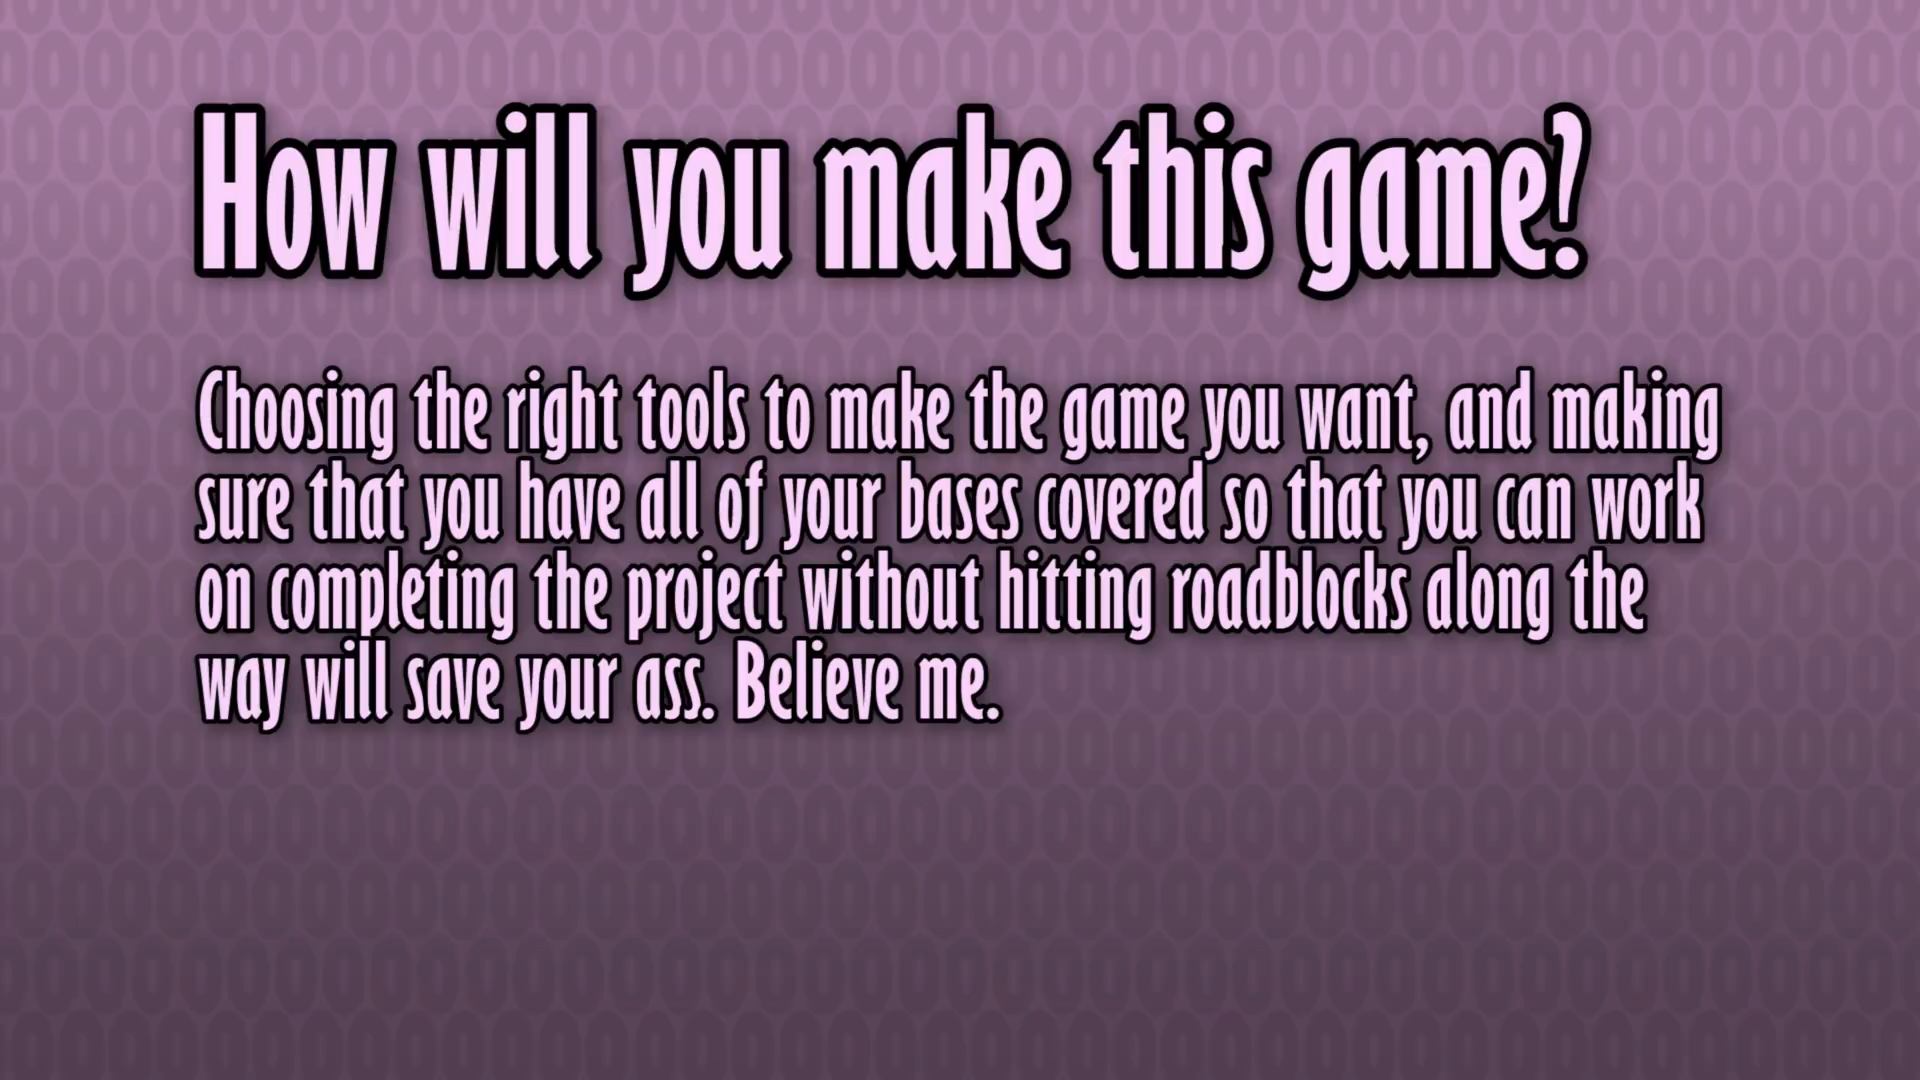 How will you make this game?
Choosing the right tools to make the game you want, and making
sure that you have all of your bases covered so that you can work
on completing the project without hitting roadblocks along the
way will save your ass. Believe me.